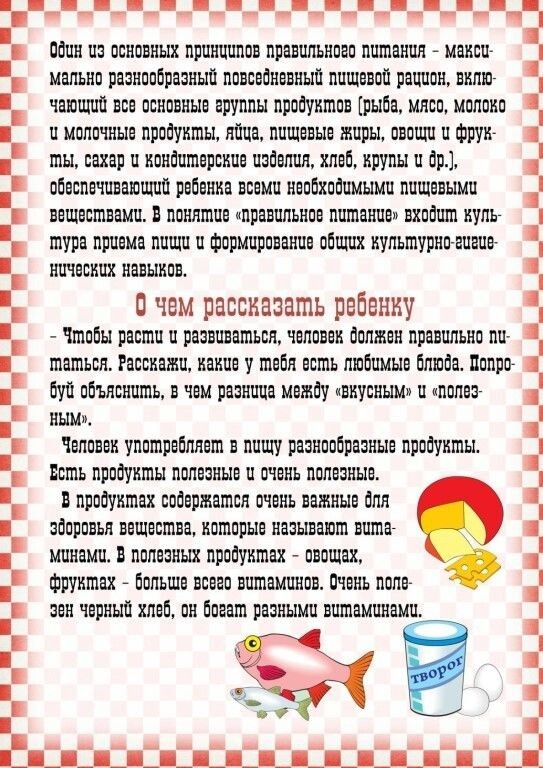 Один из основных принципов правильного питания - макси-
мально разнообразный повседневный пищевой рацион, вклю-
чающий все основные группы продуктов (рыба, мясо, молоко
и молочные продукты, яйца, пищевые жиры, овощи и фрук-
ты, сахар и кондитерские изделия, хлеб, крупы и др.),
обеспечивающий ребенка всеми необходимыми пищевыми
веществами. В понятие «правильное питание» входит куль-
тура приема пищи и формирование общих культурно-гигие-
нических навыков.
О чем рассказать ребенку
- Чтобы расти и развиваться, человек должен правильно пи-
таться. Расскажи, какие у тебя есть любимые блюда. Попро-
буй объяснить, в чем разница между «вкусным» и «полез-
ным».
Человек употребляет в пищу разнообразные продукты.
Есть продукты полезные и очень полезные.
В продуктах содержатся очень важные для
здоровья вещества, которые называют вита-
минами. В полезных продуктах - овощах,
фруктах - больше всего витаминов. Очень поле-
зен черный хлеб, он богат разными витаминами.
ТВОРОГ